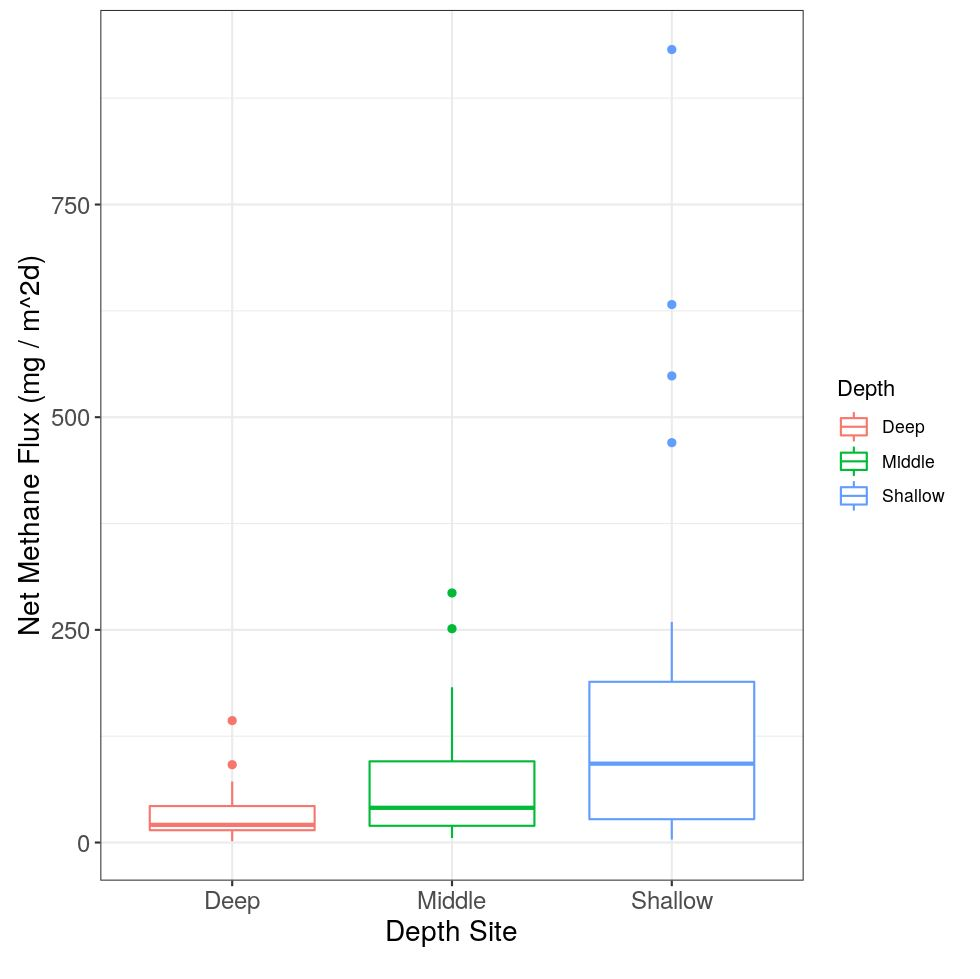 Net Methane Flux (mg / m^2d)
750
500
250
0
Deep
Middle
Shallow
Depth Site
Depth
Deep
Middle
Shallow